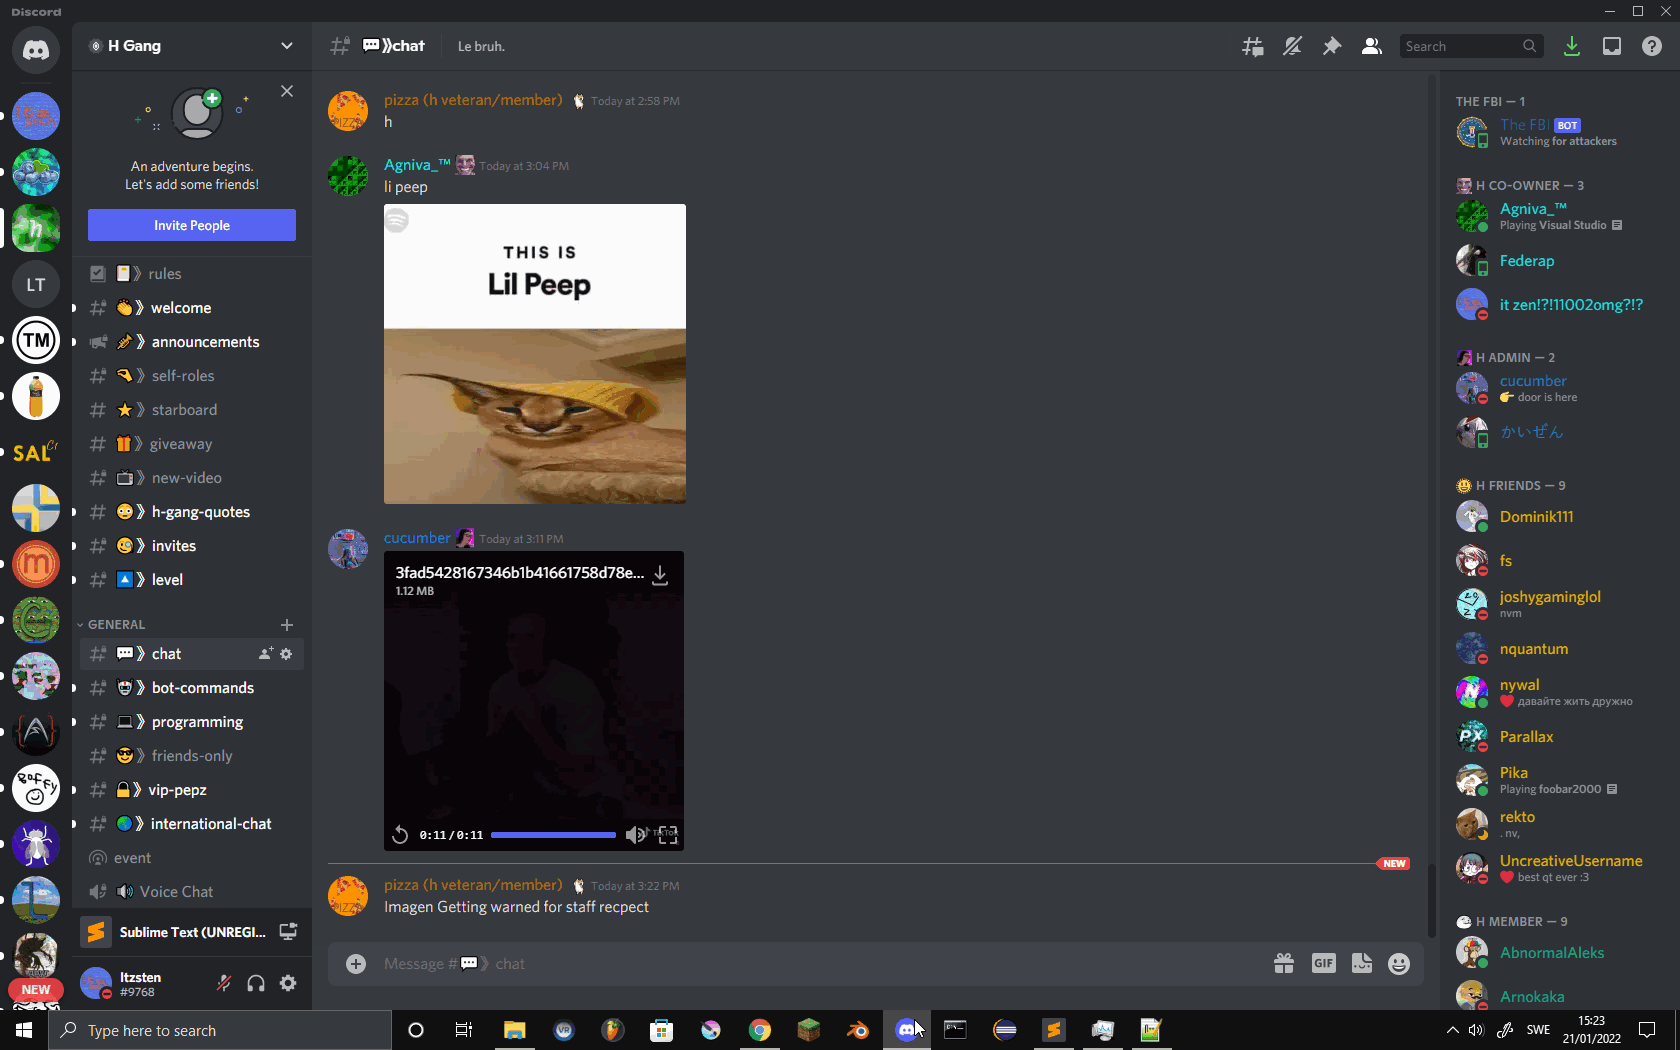 Discord
H Gang
chat
Le bruh.
Search
An adventure begins.
Let's add some friends!
Invite People
rules
welcome
announcements
self-roles
starboard
giveaway
new-video
h-gang-quotes
invites
level
GENERAL
chat
bot-commands
programming
friends-only
vip-pepz
international-chat
event
Voice Chat
Sublime Text (UNREGI...
Itzsten
#9768
LT
TM
SAL
NEW
pizza (h veteran/member) Today at 2:58 PM
h
Agniva_™ Today at 3:04 PM
li peep
THIS IS
Lil Peep
cucumber Today at 3:11 PM
3fad5428167346b1b41661758d78e...
1.12 MB
0:11/0:11
NEW
pizza (h veteran/member) Today at 3:22 PM
Imagen Getting warned for staff recpect
Message # chat
GIF
THE FBI — 1
The FBI BOT
Watching for attackers
H CO-OWNER — 3
Agniva_™
Playing Visual Studio
Federap
it zen!?!11002omg?!?
H ADMIN — 2
cucumber
door is here
かいぜん
H FRIENDS — 9
Dominik111
fs
joshygaminglol
nvm
nquantum
nywal
давайте жить дружно
Parallax
Pika
Playing foobar2000
rekto
. nv,
UncreativeUsername
best qt ever :3
H MEMBER — 9
AbnormalAleks
Arnokaka
Type here to search
SWE
15:23
21/01/2022